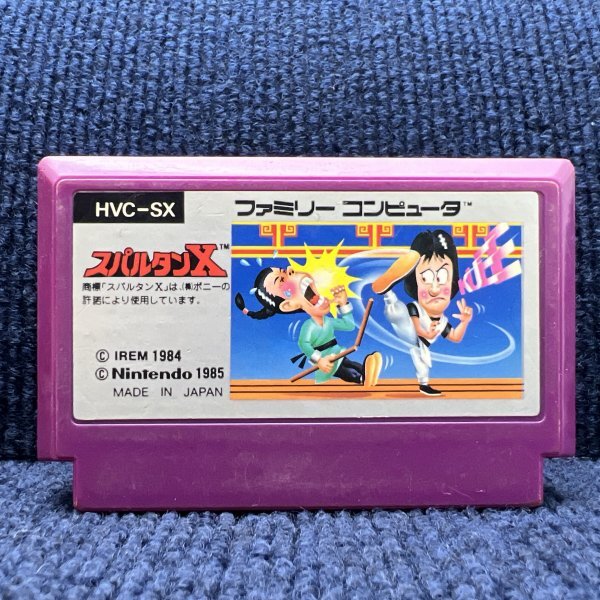 HVC-SX
ファミリー コンピュータ™
スパルタンX™
商標「スパルタンX」は、(株)ポニーの
許諾により使用しています。
© IREM 1984
© Nintendo 1985
MADE IN JAPAN